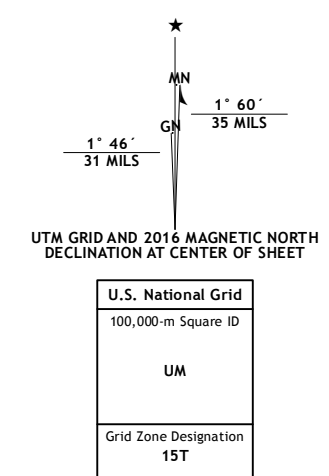 ★
MN
1° 60´
35 MILS
GN
1° 46´
31 MILS
UTM GRID AND 2016 MAGNETIC NORTH
DECLINATION AT CENTER OF SHEET
U.S. National Grid
100,000-m Square ID
UM
Grid Zone Designation
15T